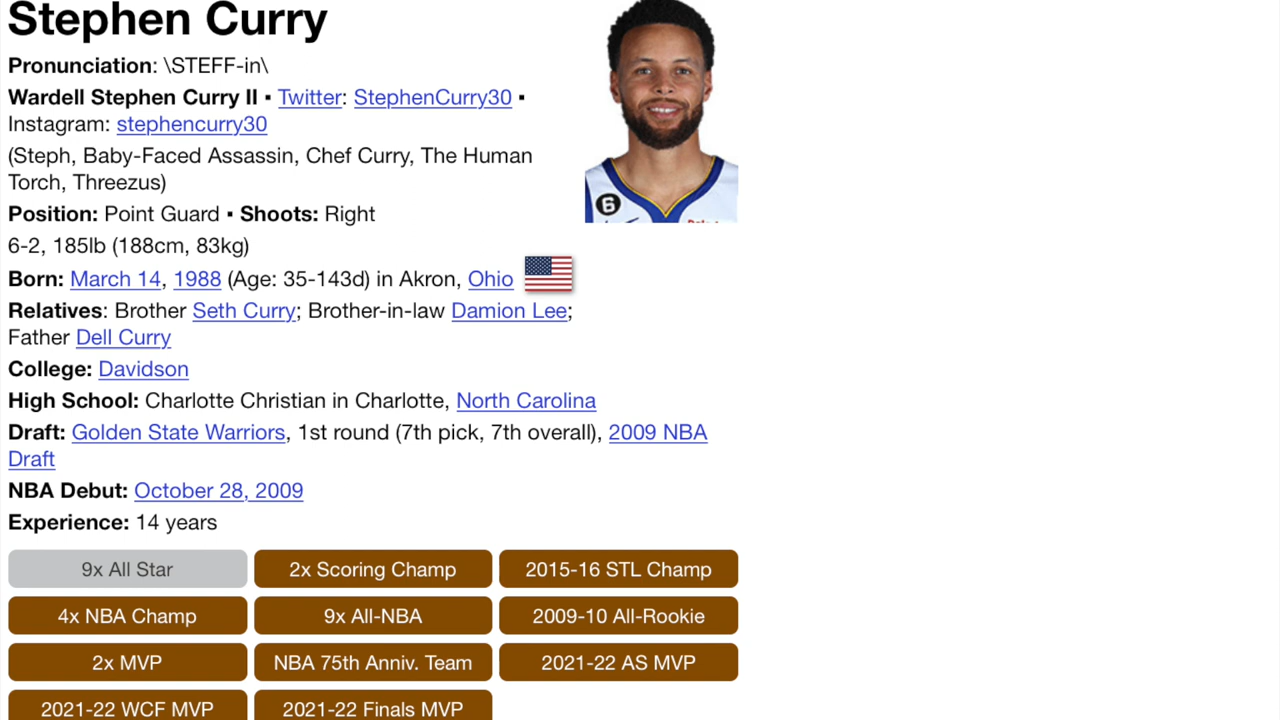 Stephen Curry
Pronunciation: \STEFF-in\
Wardell Stephen Curry II ▪ Twitter: StephenCurry30 ▪
Instagram: stephencurry30
(Steph, Baby-Faced Assassin, Chef Curry, The Human
Torch, Threezus)
6
Position: Point Guard ▪ Shoots: Right
6-2, 185lb (188cm, 83kg)
Born: March 14, 1988 (Age: 35-143d) in Akron, Ohio
Relatives: Brother Seth Curry; Brother-in-law Damion Lee;
Father Dell Curry
College: Davidson
High School: Charlotte Christian in Charlotte, North Carolina
Draft: Golden State Warriors, 1st round (7th pick, 7th overall), 2009 NBA
Draft
NBA Debut: October 28, 2009
Experience: 14 years
9x All Star 2x Scoring Champ 2015-16 STL Champ
4x NBA Champ 9x All-NBA 2009-10 All-Rookie
2x MVP NBA 75th Anniv. Team 2021-22 AS MVP
2021-22 WCF MVP 2021-22 Finals MVP